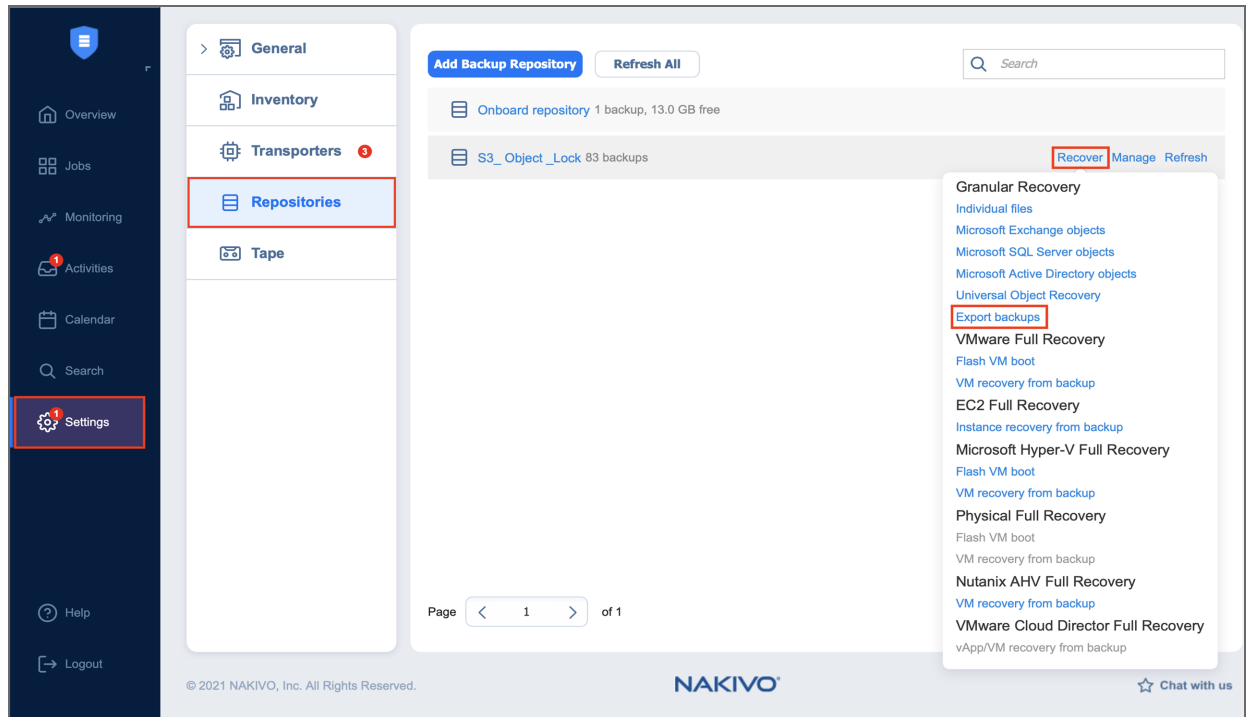 Overview
Jobs
Monitoring
1
Activities
Calendar
Search
1
Settings
Help
Logout
General
Inventory
Transporters 3
Repositories
Tape
Add Backup Repository Refresh All Search
Onboard repository 1 backup, 13.0 GB free
S3_ Object _Lock 83 backups Recover Manage Refresh
Granular Recovery
Individual files
Microsoft Exchange objects
Microsoft SQL Server objects
Microsoft Active Directory objects
Universal Object Recovery
Export backups
VMware Full Recovery
Flash VM boot
VM recovery from backup
EC2 Full Recovery
Instance recovery from backup
Microsoft Hyper-V Full Recovery
Flash VM boot
VM recovery from backup
Physical Full Recovery
Flash VM boot
VM recovery from backup
Nutanix AHV Full Recovery
VM recovery from backup
VMware Cloud Director Full Recovery
vApp/VM recovery from backup
Page 1 of 1
© 2021 NAKIVO, Inc. All Rights Reserved.
NAKIVO®
Chat with us